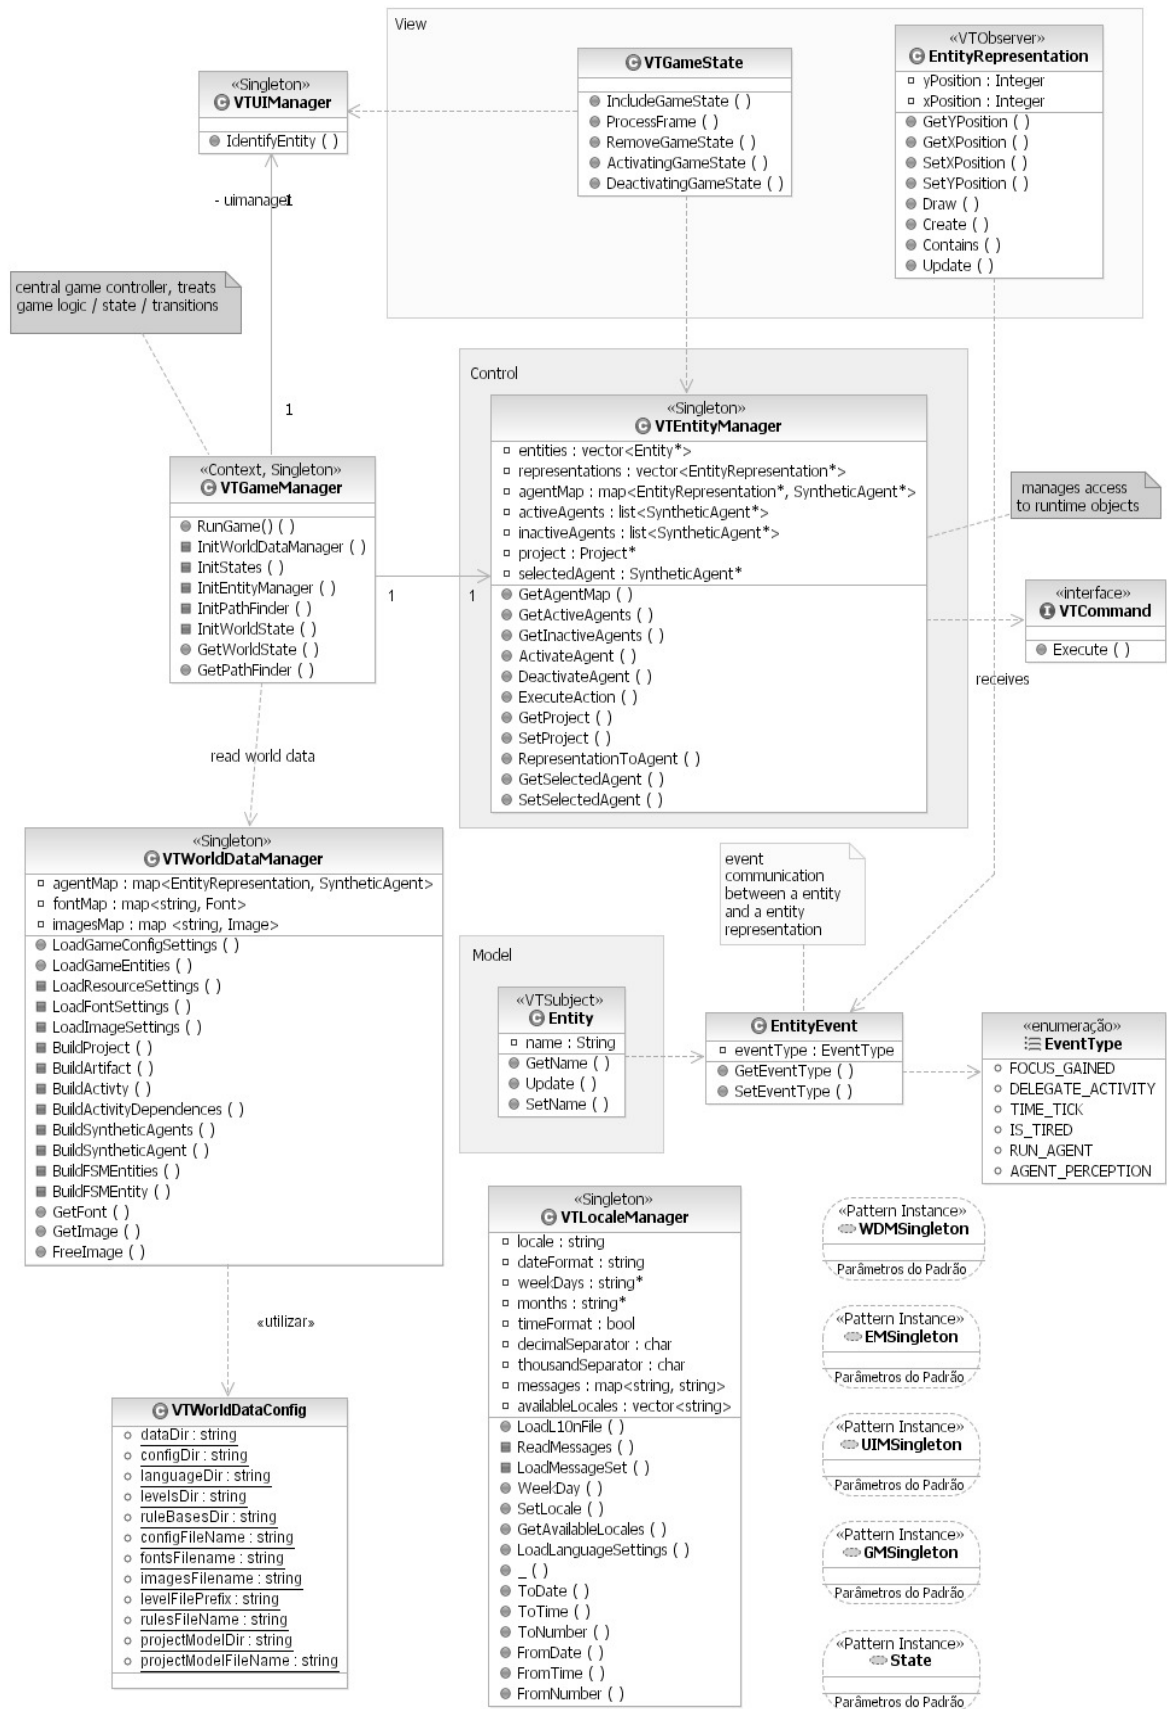 View
«Singleton»
VTUIManager
IdentifyEntity ( )
VTGameState
IncludeGameState ( )
ProcessFrame ( )
RemoveGameState ( )
ActivatingGameState ( )
DeactivatingGameState ( )
«VTObserver»
EntityRepresentation
yPosition : Integer
xPosition : Integer
GetYPosition ( )
GetXPosition ( )
SetXPosition ( )
SetYPosition ( )
Draw ( )
Create ( )
Contains ( )
Update ( )
- uimanager
1
central game controller, treats
game logic / state / transitions
1
«Context, Singleton»
VTGameManager
RunGame() ( )
InitWorldDataManager ( )
InitStates ( )
InitEntityManager ( )
InitPathFinder ( )
InitWorldState ( )
GetWorldState ( )
GetPathFinder ( )
1
1
Control
«Singleton»
VTEntityManager
entities : vector<Entity*>
representations : vector<EntityRepresentation*>
agentMap : map<EntityRepresentation*, SyntheticAgent*>
activeAgents : list<SyntheticAgent*>
inactiveAgents : list<SyntheticAgent*>
project : Project*
selectedAgent : SyntheticAgent*
GetAgentMap ( )
GetActiveAgents ( )
GetInactiveAgents ( )
ActivateAgent ( )
DeactivateAgent ( )
ExecuteAction ( )
GetProject ( )
SetProject ( )
RepresentationToAgent ( )
GetSelectedAgent ( )
SetSelectedAgent ( )
manages access
to runtime objects
«interface»
VTCommand
Execute ( )
receives
read world data
«Singleton»
VTWorldDataManager
agentMap : map<EntityRepresentation, SyntheticAgent>
fontMap : map<string, Font>
imagesMap : map <string, Image>
LoadGameConfigSettings ( )
LoadGameEntities ( )
LoadResourceSettings ( )
LoadFontSettings ( )
LoadImageSettings ( )
BuildProject ( )
BuildArtifact ( )
BuildActivty ( )
BuildActivityDependences ( )
BuildSyntheticAgents ( )
BuildSyntheticAgent ( )
BuildFSMEntities ( )
BuildFSMEntity ( )
GetFont ( )
GetImage ( )
FreeImage ( )
event
communication
between a entity
and a entity
representation
Model
«VTSubject»
Entity
name : String
GetName ( )
Update ( )
SetName ( )
EntityEvent
eventType : EventType
GetEventType ( )
SetEventType ( )
«enumeração»
EventType
FOCUS_GAINED
DELEGATE_ACTIVITY
TIME_TICK
IS_TIRED
RUN_AGENT
AGENT_PERCEPTION
«utilizar»
VTWorldDataConfig
dataDir : string
configDir : string
languageDir : string
levelsDir : string
ruleBasesDir : string
configFileName : string
fontsFilename : string
imagesFilename : string
levelFilePrefix : string
rulesFileName : string
projectModelDir : string
projectModelFileName : string
«Singleton»
VTLocaleManager
locale : string
dateFormat : string
weekDays : string*
months : string*
timeFormat : bool
decimalSeparator : char
thousandSeparator : char
messages : map<string, string>
availableLocales : vector<string>
LoadL10nFile ( )
ReadMessages ( )
LoadMessageSet ( )
WeekDay ( )
SetLocale ( )
GetAvailableLocales ( )
LoadLanguageSettings ( )
_ ( )
ToDate ( )
ToTime ( )
ToNumber ( )
FromDate ( )
FromTime ( )
FromNumber ( )
«Pattern Instance»
WDMSingleton
Parâmetros do Padrão
«Pattern Instance»
EMSingleton
Parâmetros do Padrão
«Pattern Instance»
UIMSingleton
Parâmetros do Padrão
«Pattern Instance»
GMSingleton
Parâmetros do Padrão
«Pattern Instance»
State
Parâmetros do Padrão